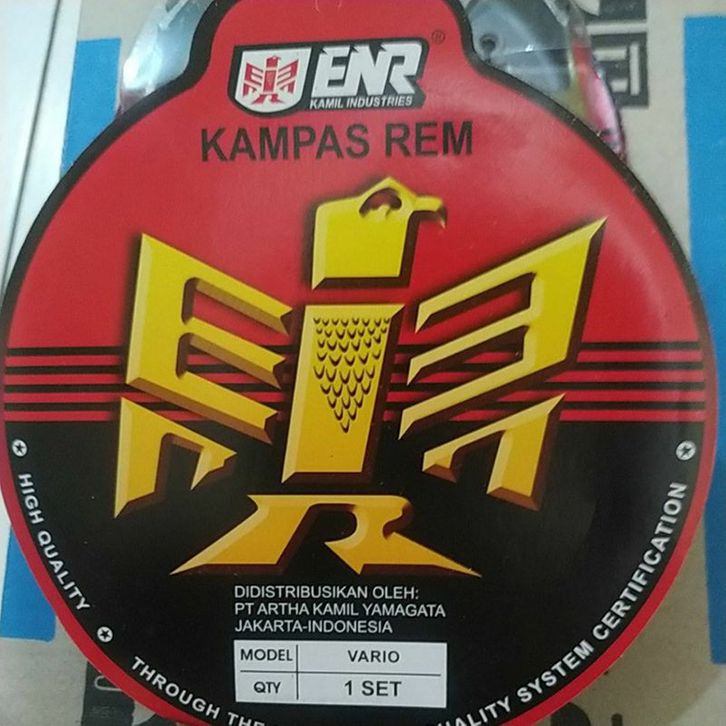 ENR
KAMIL INDUSTRIES
KAMPAS REM
HIGH QUALITY
DIDISTRIBUSIKAN OLEH:
PT ARTHA KAMIL YAMAGATA
JAKARTA-INDONESIA
MODEL VARIO
QTY 1 SET
THROUGH THE
QUALITY SYSTEM CERTIFICATION